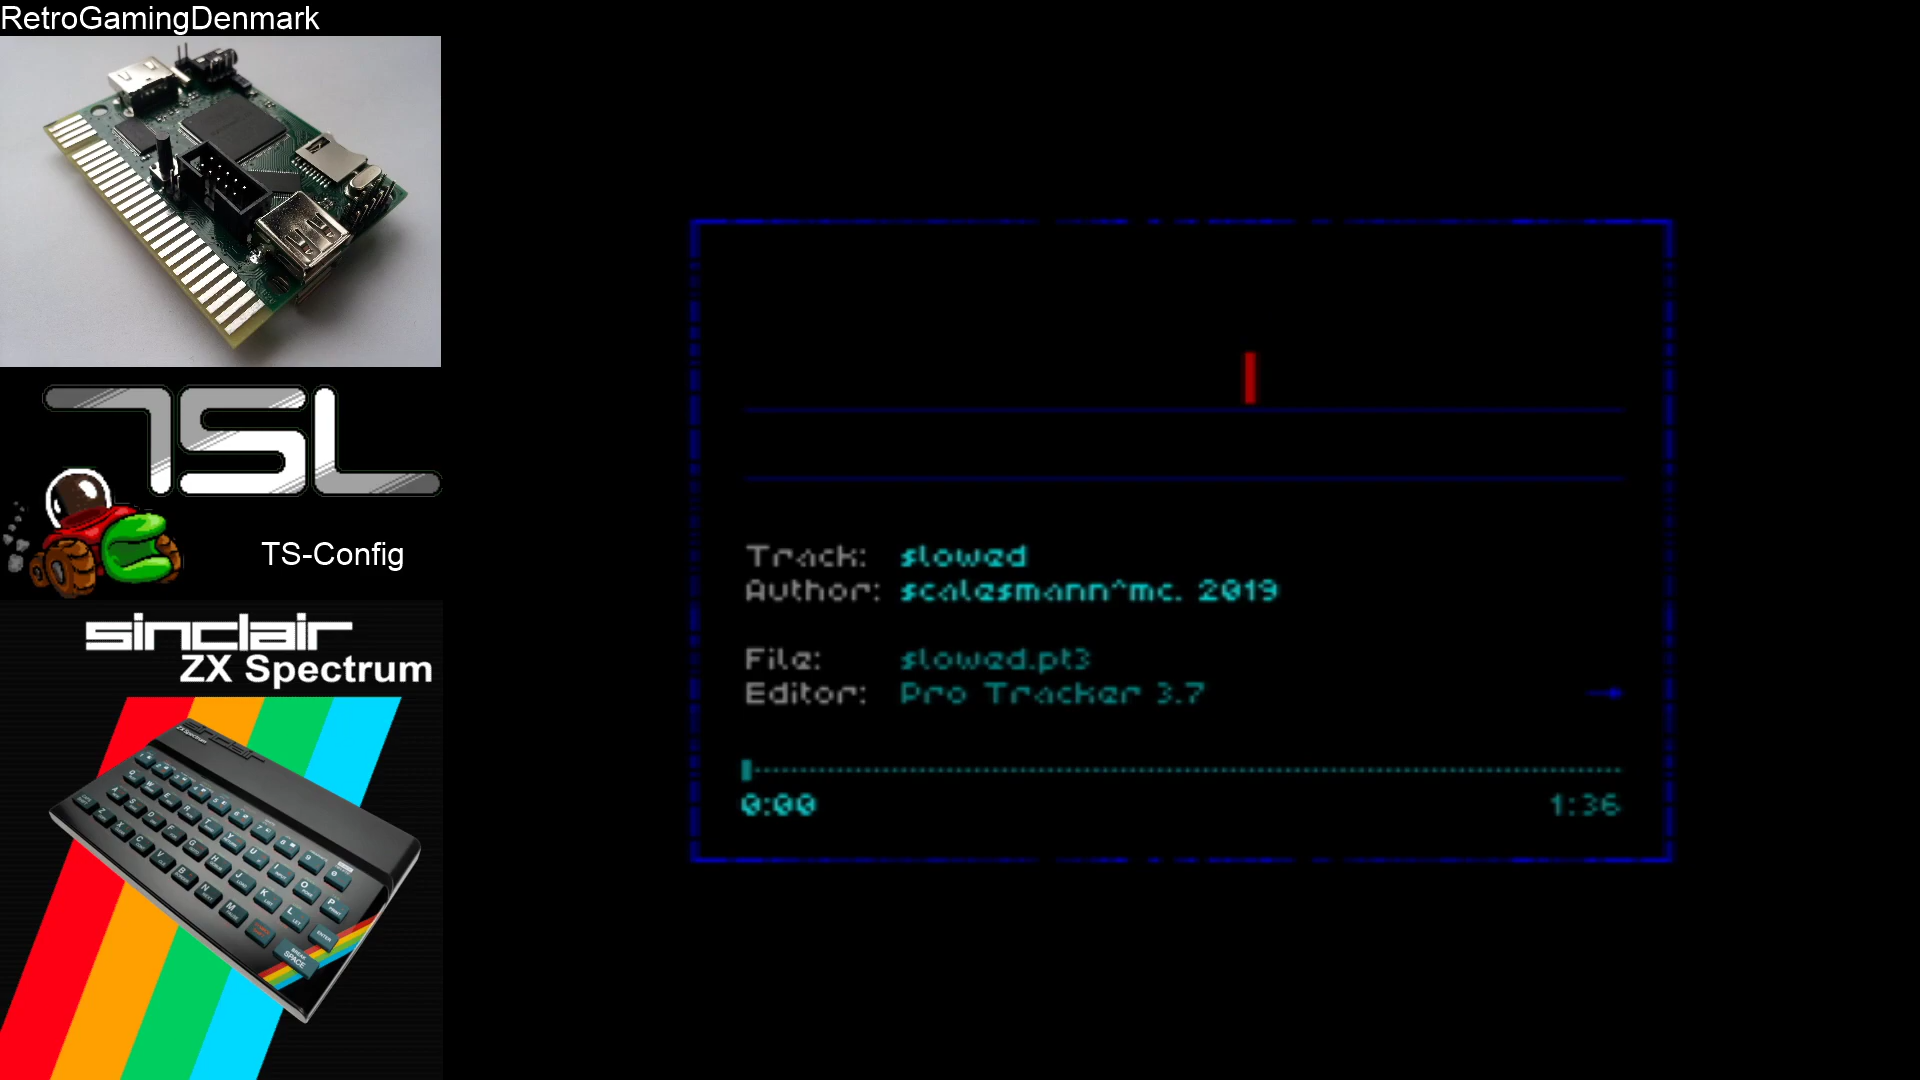 RetroGamingDenmark
TSL
TS-Config
sinclair
ZX Spectrum
Track: slowed
Author: scalesmann^mc. 2019
File: slowed.pt3
Editor: Pro Tracker 3.7
0:00 1:36